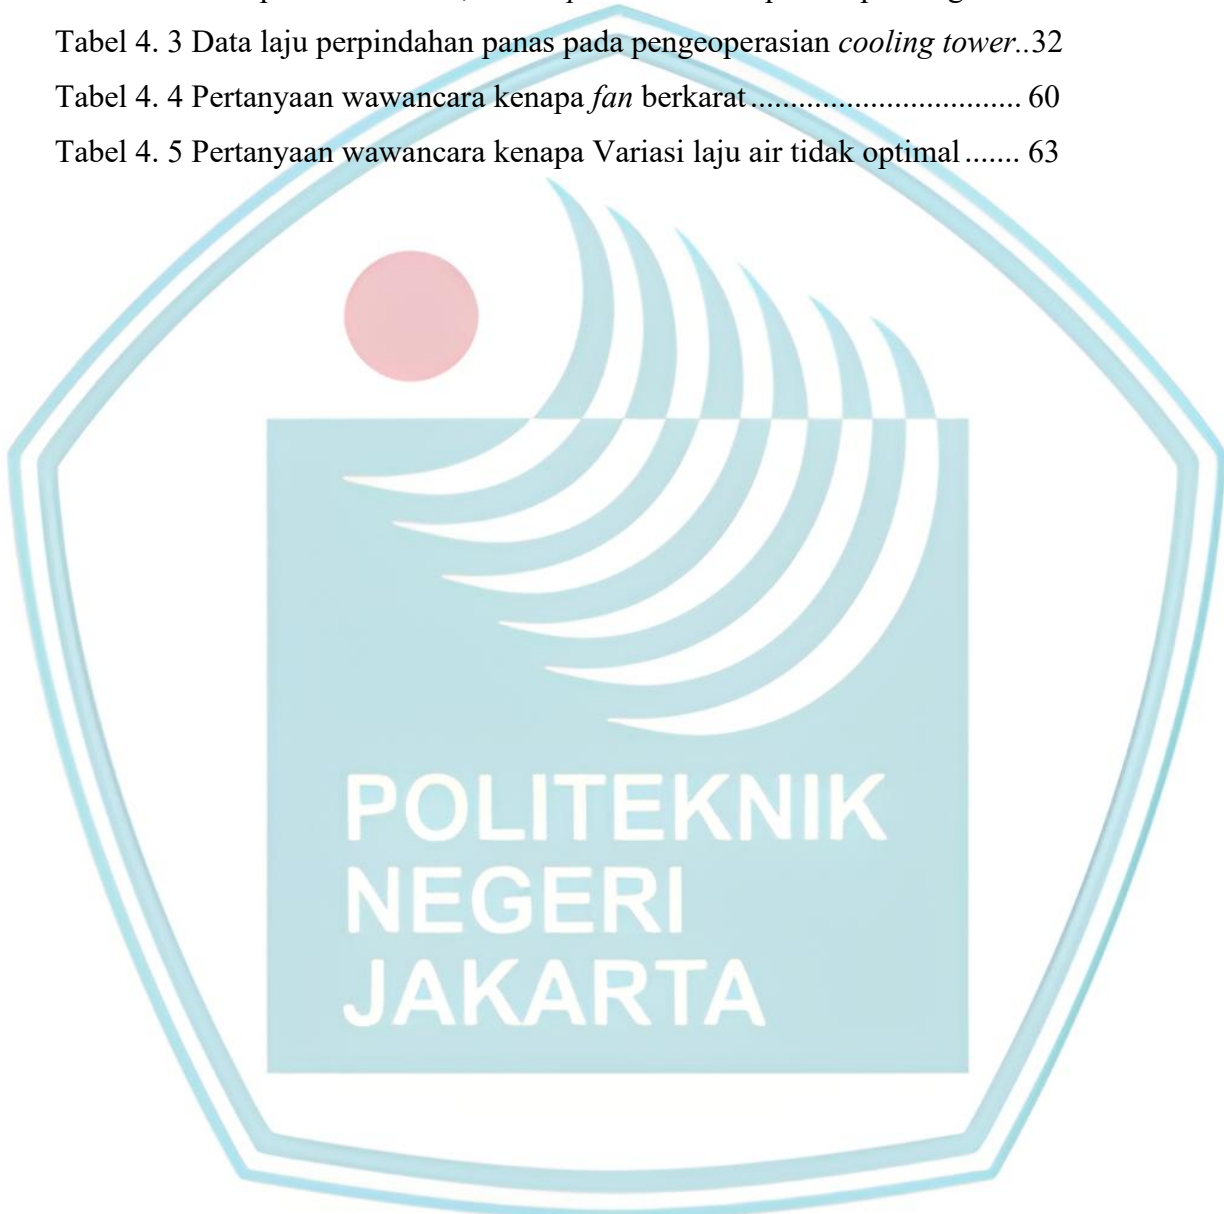 Tabel 4. 3 Data laju perpindahan panas pada pengeoperasian cooling tower..32
Tabel 4. 4 Pertanyaan wawancara kenapa fan berkarat.................................. 60
Tabel 4. 5 Pertanyaan wawancara kenapa Variasi laju air tidak optimal....... 63
POLITEKNIK
NEGERI
JAKARTA